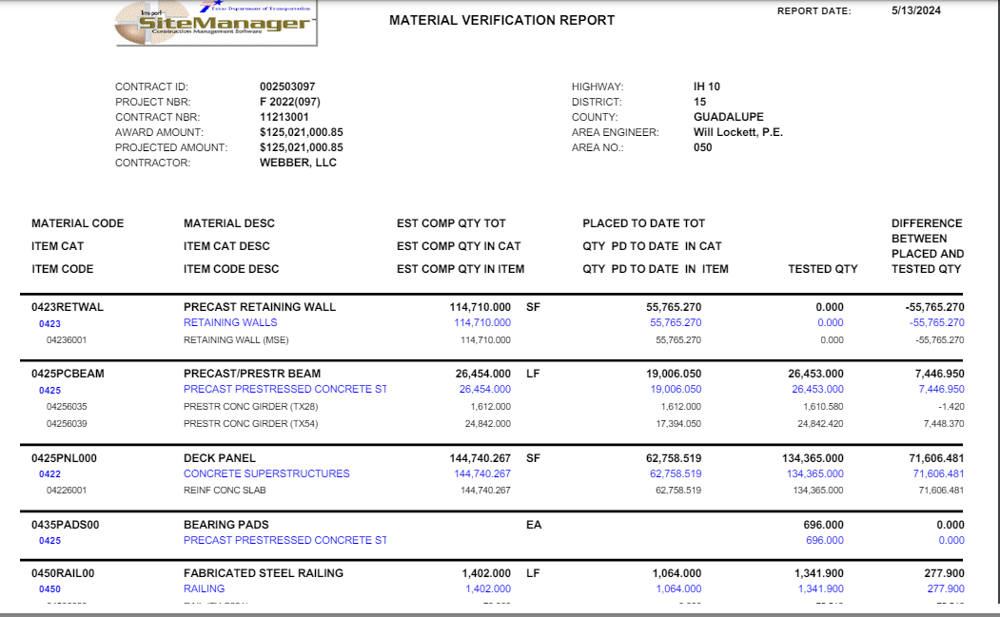 Texas Department of Transportation
Trns•port
SiteManager
Construction Management Software
MATERIAL VERIFICATION REPORT
REPORT DATE: 5/13/2024
CONTRACT ID: 002503097 HIGHWAY: IH 10
PROJECT NBR: F 2022(097) DISTRICT: 15
CONTRACT NBR: 11213001 COUNTY: GUADALUPE
AWARD AMOUNT: $125,021,000.85 AREA ENGINEER: Will Lockett, P.E.
PROJECTED AMOUNT: $125,021,000.85 AREA NO.: 050
CONTRACTOR: WEBBER, LLC
MATERIAL CODE MATERIAL DESC EST COMP QTY TOT PLACED TO DATE TOT DIFFERENCE
BETWEEN
ITEM CAT ITEM CAT DESC EST COMP QTY IN CAT QTY PD TO DATE IN CAT PLACED AND
ITEM CODE ITEM CODE DESC EST COMP QTY IN ITEM QTY PD TO DATE IN ITEM TESTED QTY TESTED QTY
0423RETWAL PRECAST RETAINING WALL 114,710.000 SF 55,765.270 0.000 -55,765.270
0423 RETAINING WALLS 114,710.000 55,765.270 0.000 -55,765.270
04236001 RETAINING WALL (MSE) 114,710.000 55,765.270 0.000 -55,765.270
0425PCBEAM PRECAST/PRESTR BEAM 26,454.000 LF 19,006.050 26,453.000 7,446.950
0425 PRECAST PRESTRESSED CONCRETE ST 26,454.000 19,006.050 26,453.000 7,446.950
04256035 PRESTR CONC GIRDER (TX28) 1,612.000 1,612.000 1,610.580 -1.420
04256039 PRESTR CONC GIRDER (TX54) 24,842.000 17,394.050 24,842.420 7,448.370
0425PNL000 DECK PANEL 144,740.267 SF 62,758.519 134,365.000 71,606.481
0422 CONCRETE SUPERSTRUCTURES 144,740.267 62,758.519 134,365.000 71,606.481
04226001 REINF CONC SLAB 144,740.267 62,758.519 134,365.000 71,606.481
0435PADS00 BEARING PADS EA 696.000 0.000
0425 PRECAST PRESTRESSED CONCRETE ST 696.000 0.000
0450RAIL00 FABRICATED STEEL RAILING 1,402.000 LF 1,064.000 1,341.900 277.900
0450 RAILING 1,402.000 1,064.000 1,341.900 277.900